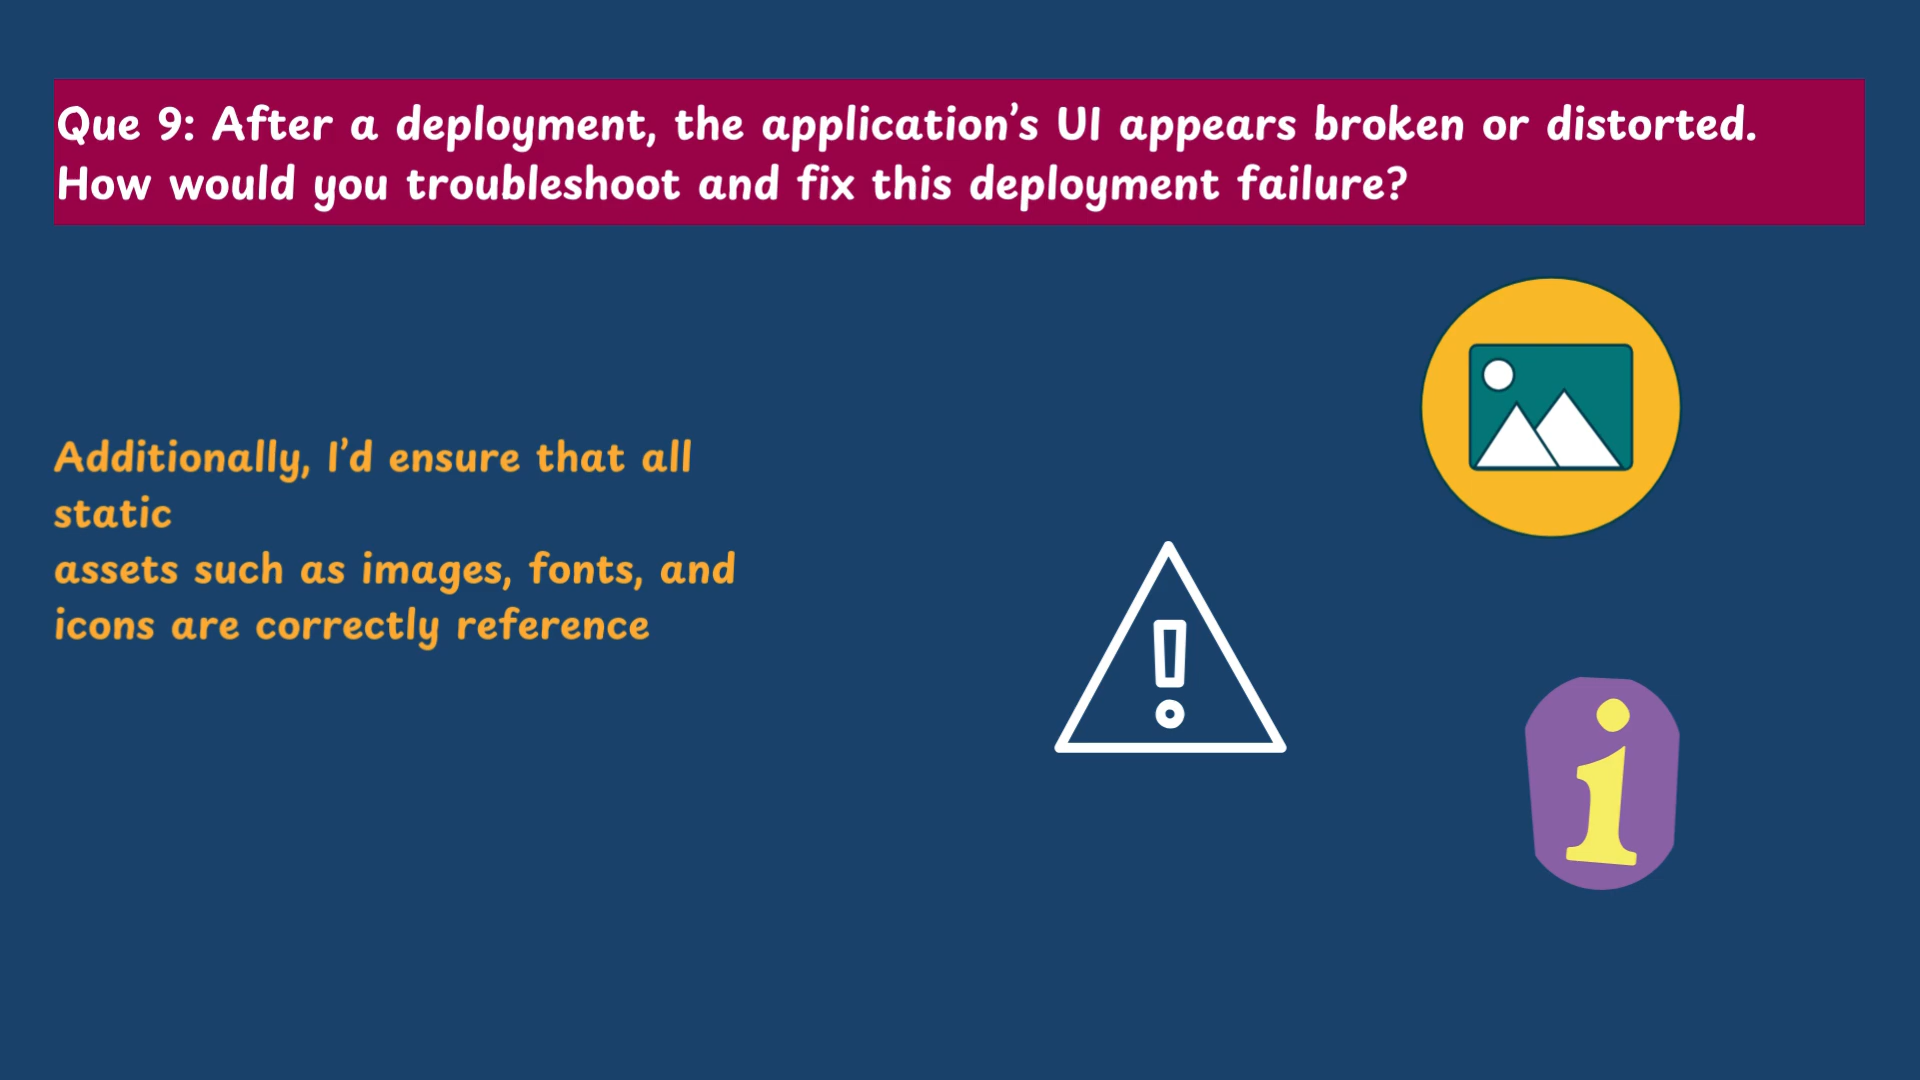 Que 9: After a deployment, the application’s UI appears broken or distorted.
How would you troubleshoot and fix this deployment failure?
Additionally, I’d ensure that all
static
assets such as images, fonts, and
icons are correctly reference
i